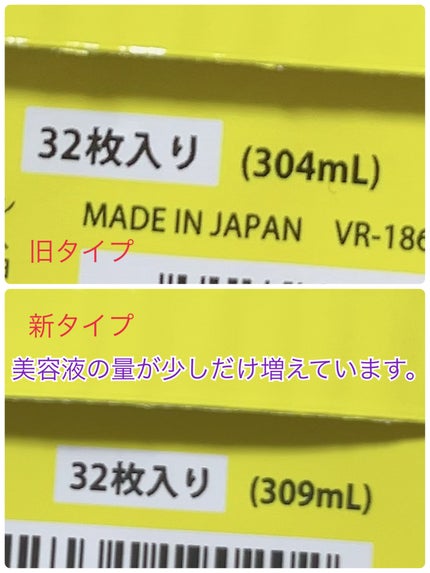 32枚入り (304mL)
MADE IN JAPAN VR-186
旧タイプ
新タイプ
美容液の量が少しだけ増えています。
32枚入り (309mL)